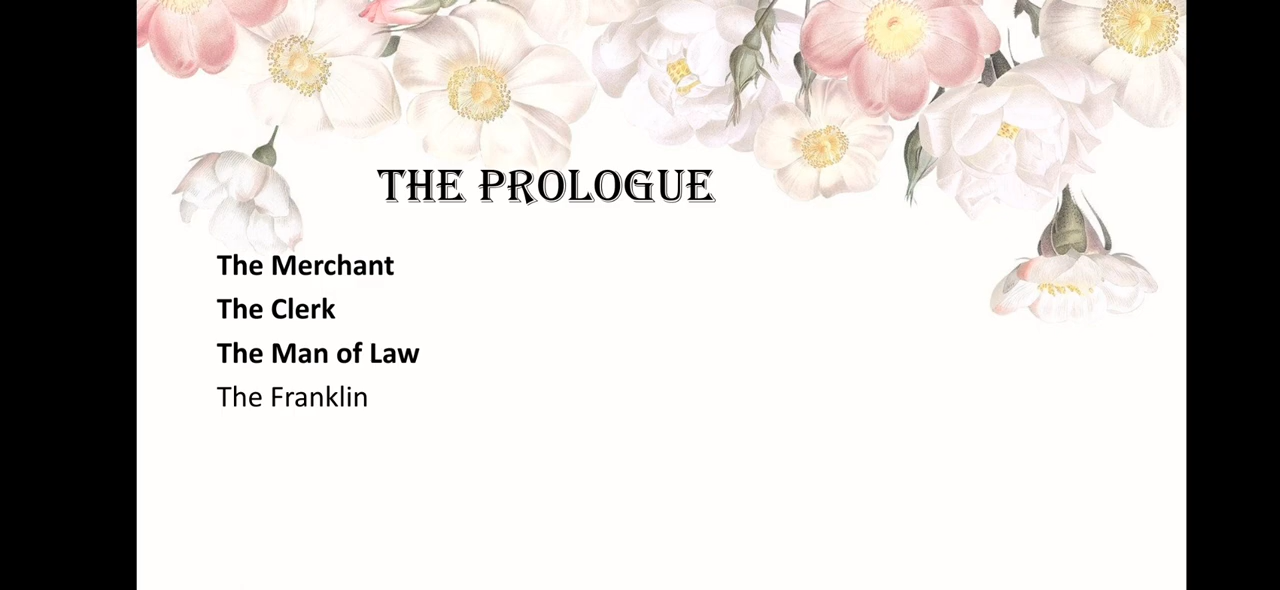 THE PROLOGUE
The Merchant
The Clerk
The Man of Law
The Franklin